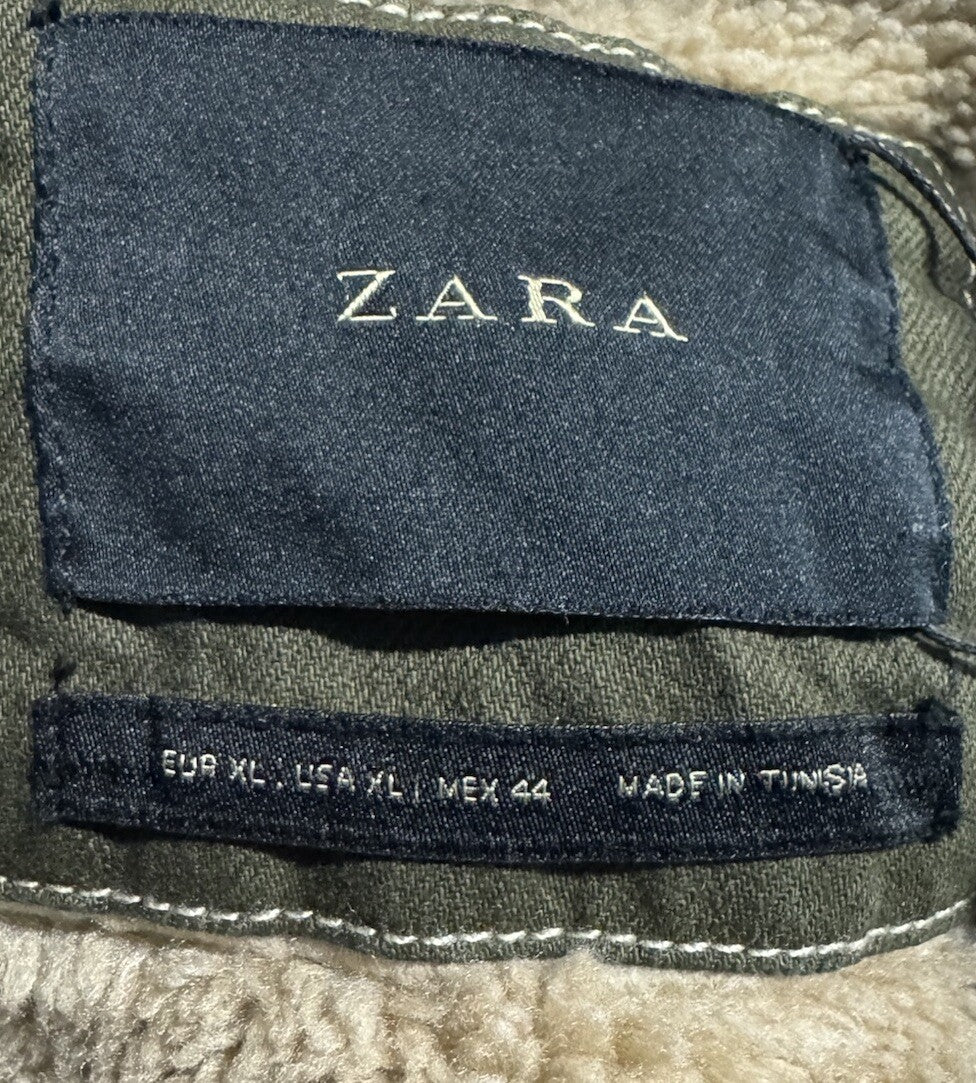 ZARA
EUR XL | USA XL | MEX 44 MADE IN TUNISIA